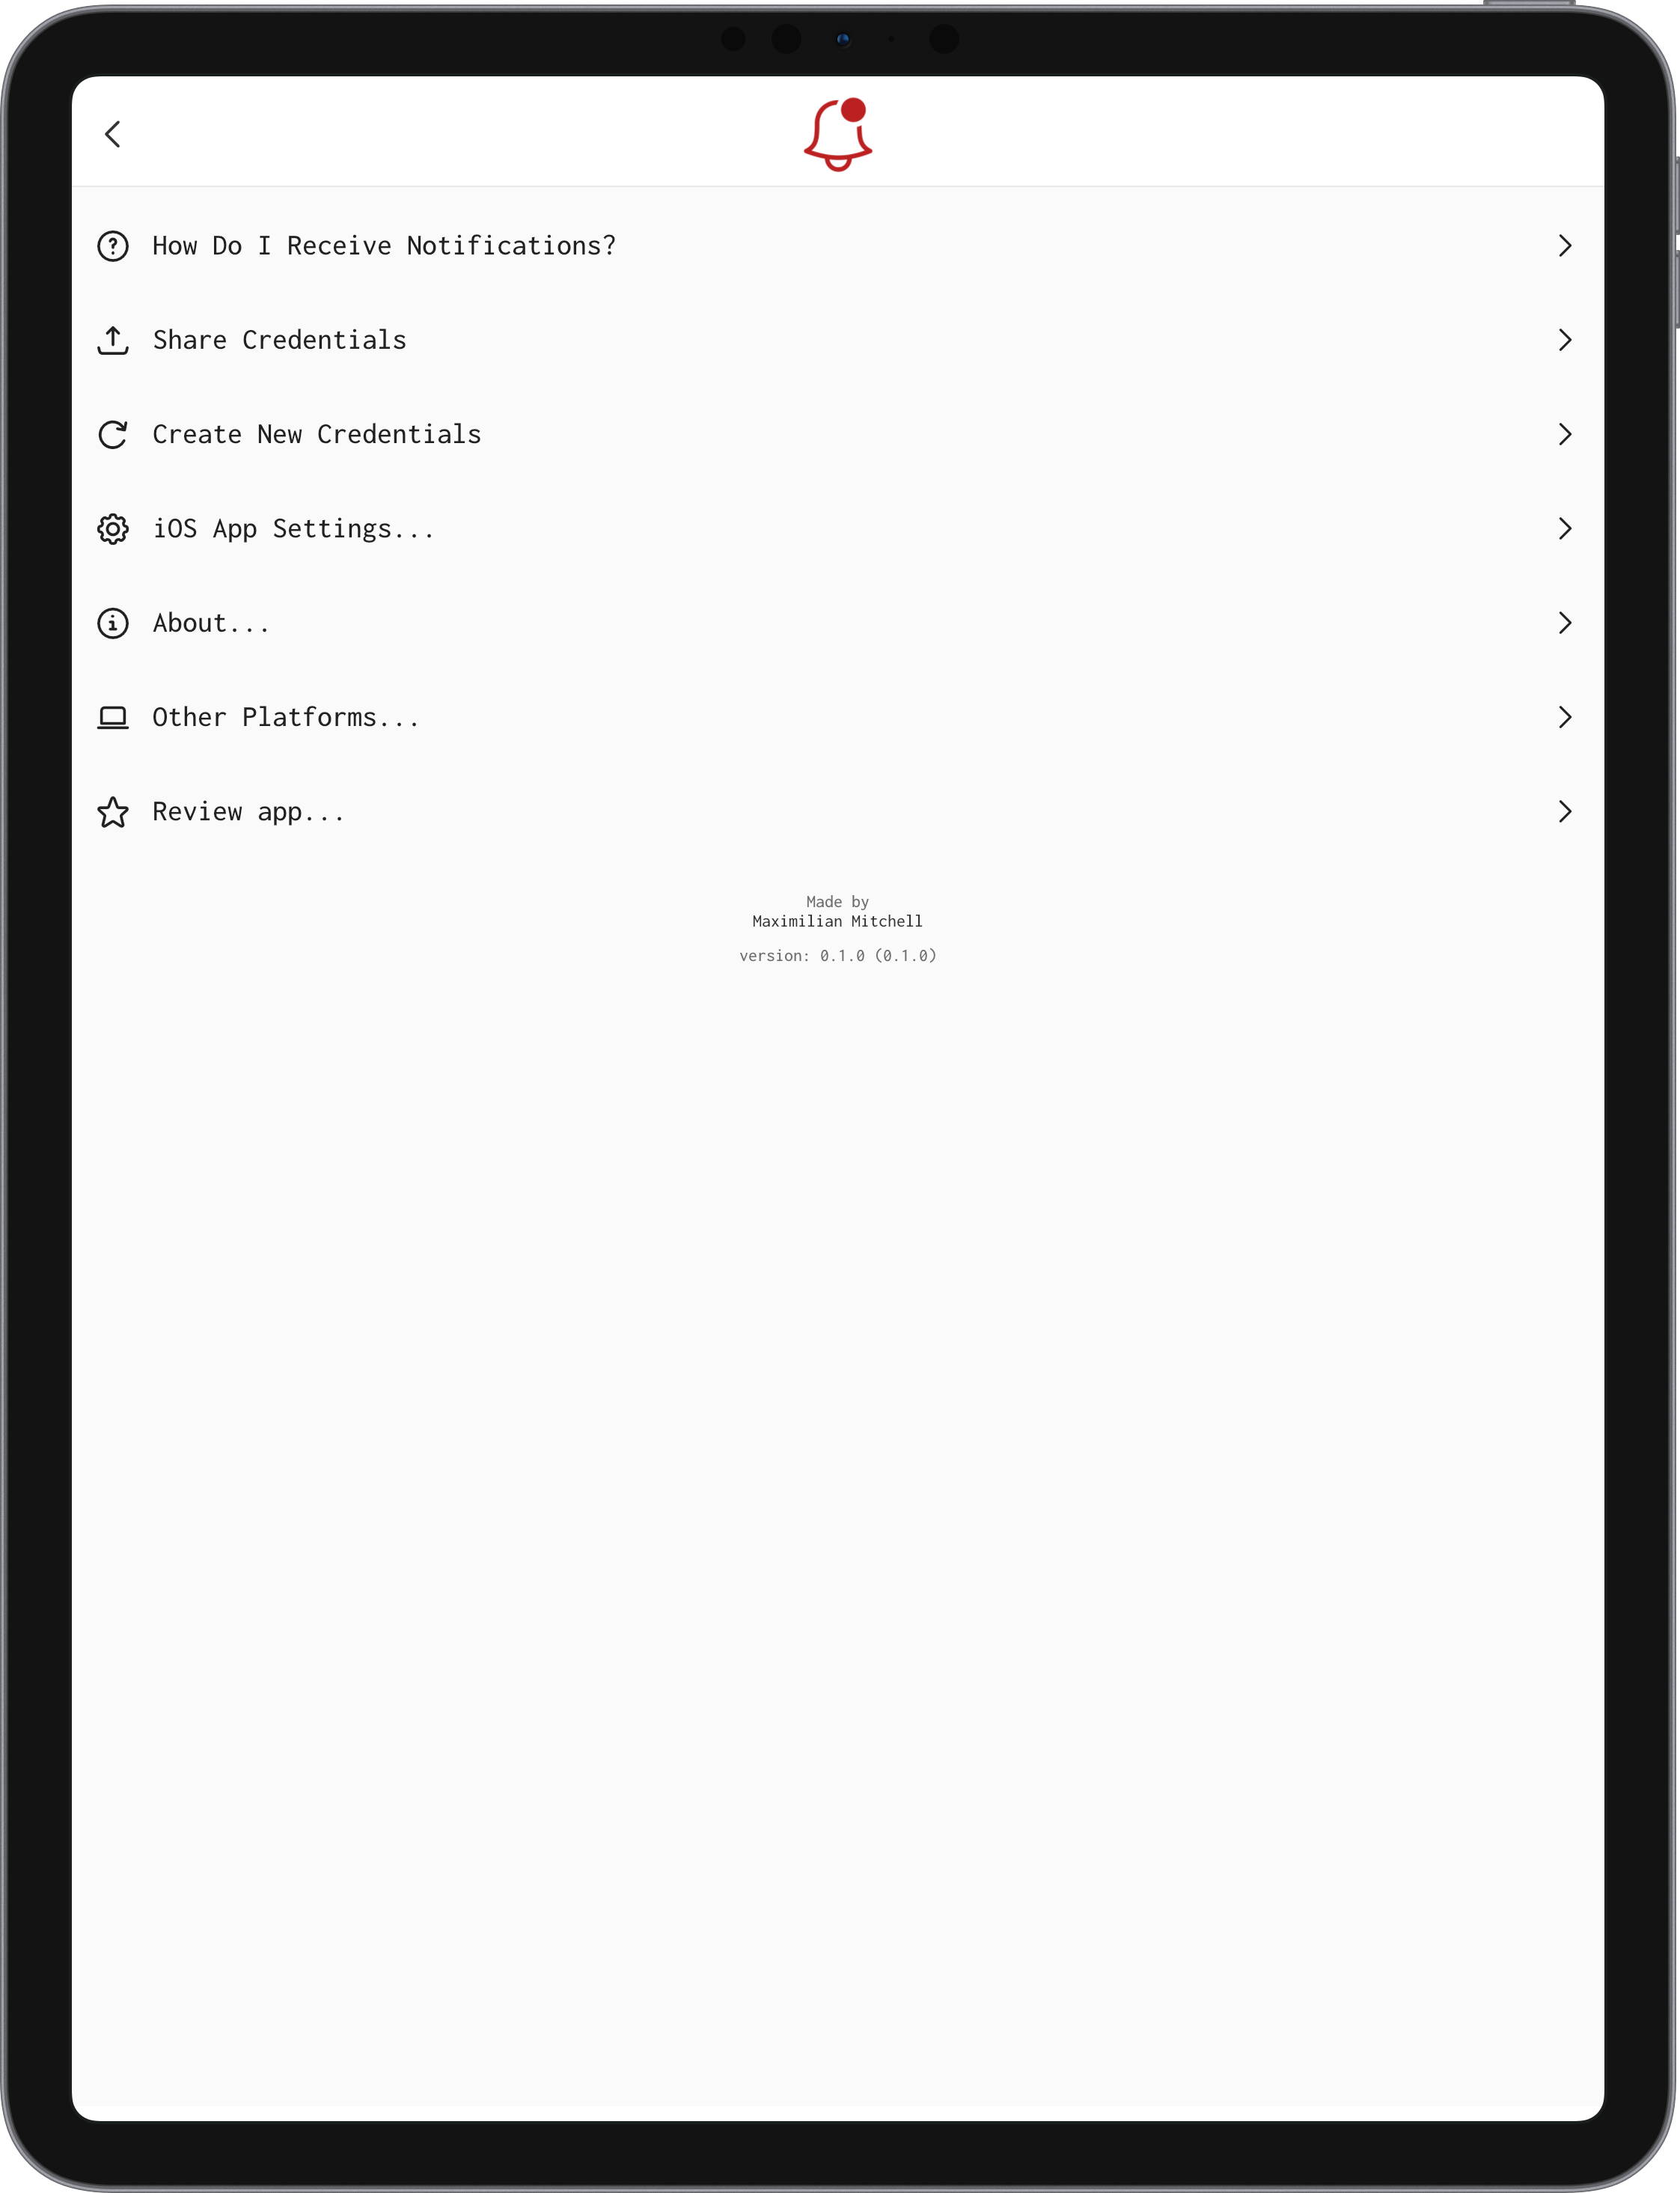 How Do I Receive Notifications?
Share Credentials
Create New Credentials
iOS App Settings...
About...
Other Platforms...
Review app...
Made by
Maximilian Mitchell
version: 0.1.0 (0.1.0)